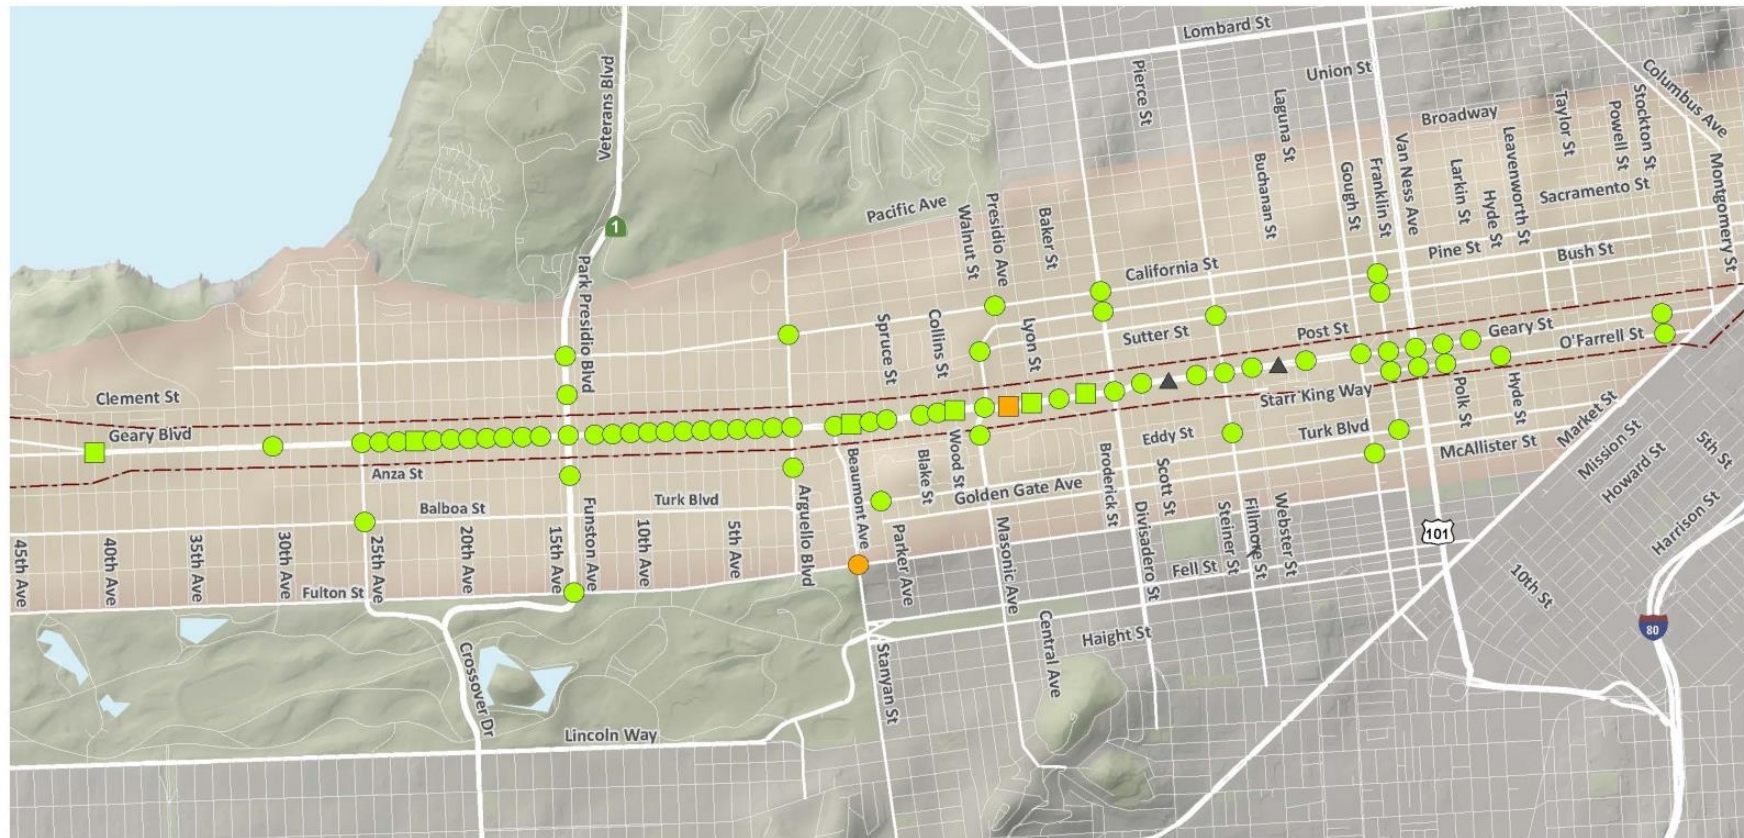 Lombard St
Columbus Ave
Union St
Pierce St
Veterans Blvd
Laguna St
Taylor St
Powell St
Stockton St
Broadway
Leavenworth St
Van Ness Ave
Montgomery St
Buchanan St
Gough St
Franklin St
Larkin St
Hyde St
Sacramento St
Pacific Ave
Walnut St
Presidio Ave
Baker St
1
Pine St
Bush St
California St
Park Presidio Blvd
Spruce St
Collins St
Lyon St
Sutter St
Post St
Geary St
O'Farrell St
Clement St
Starr King Way
Polk St
Hyde St
Market St
Geary Blvd
Anza St
Balboa St
Turk Blvd
Beaumont Ave
Blake St
Wood St
Golden Gate Ave
Eddy St
Turk Blvd
McAllister St
Mission St
Howard St
5th St
Broderick St
Scott St
Harrison St
45th Ave
40th Ave
35th Ave
30th Ave
25th Ave
20th Ave
15th Ave
Funston Ave
10th Ave
5th Ave
Arguello Blvd
Parker Ave
Masonic Ave
Divisadero St
Steiner St
Fillmore St
Webster St
101
Fell St
10th St
Fulton St
Central Ave
Haight St
80
Crossover Dr
Stanyan St
Lincoln Way